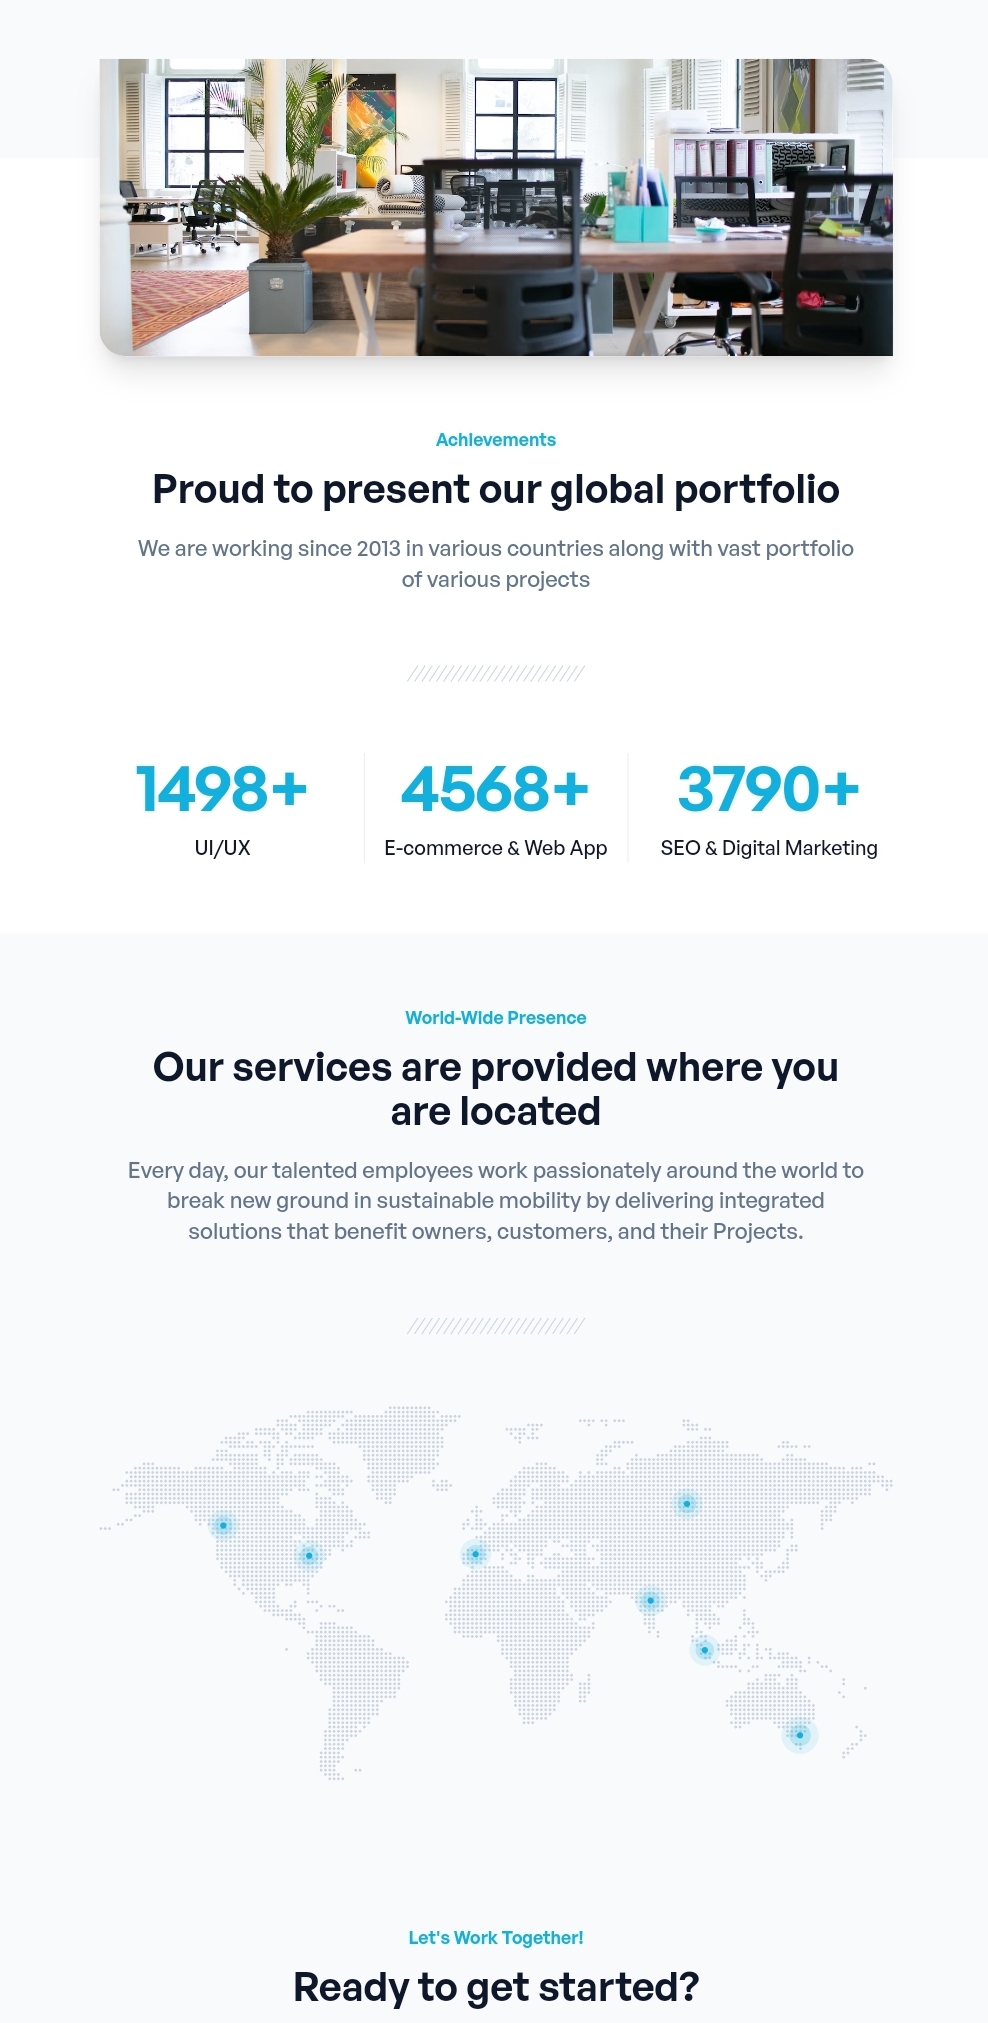 Achievements
Proud to present our global portfolio
We are working since 2013 in various countries along with vast portfolio
of various projects
1498+
4568+
3790+
UI/UX
E-commerce & Web App
SEO & Digital Marketing
World-Wide Presence
Our services are provided where you
are located
Every day, our talented employees work passionately around the world to
break new ground in sustainable mobility by delivering integrated
solutions that benefit owners, customers, and their Projects.
Let's Work Together!
Ready to get started?